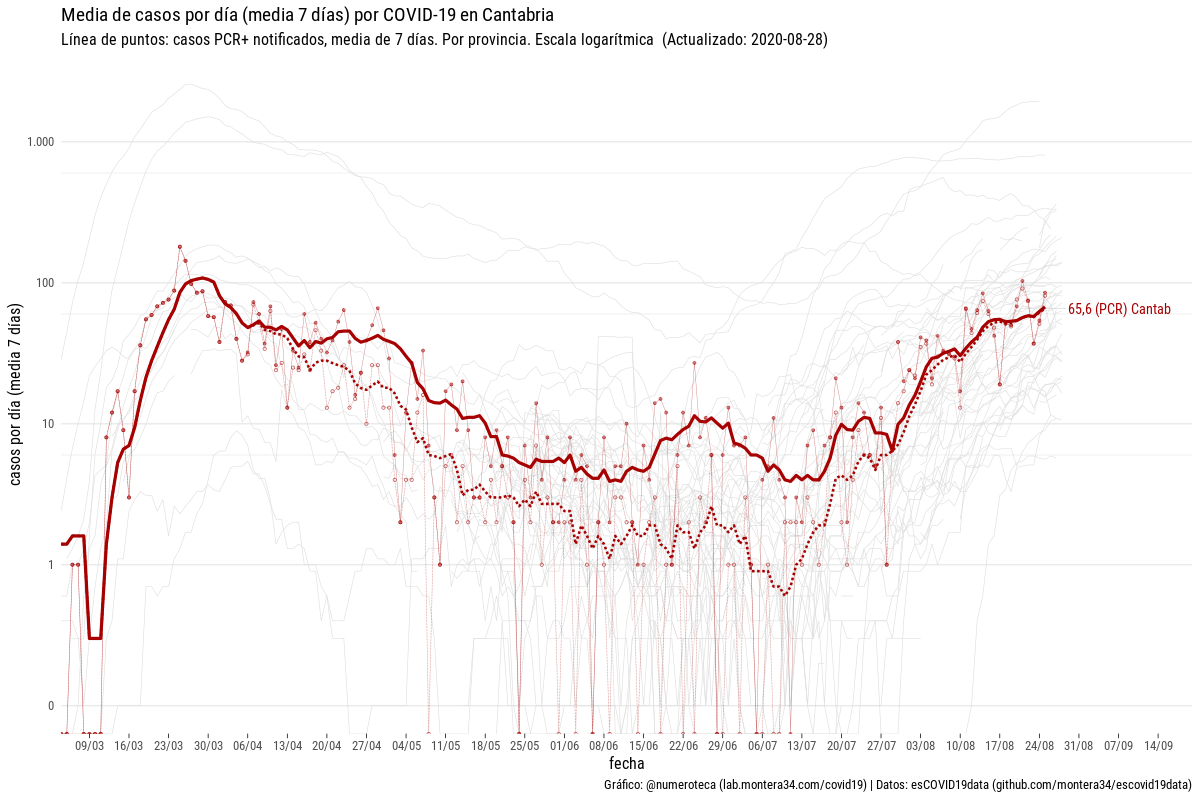 Media de casos por día (media 7 días) por COVID-19 en Cantabria
Línea de puntos: casos PCR+ notificados, media de 7 días. Por provincia. Escala logarítmica (Actualizado: 2020-08-28)
casos por día (media 7 días)
1.000
100
10
1
0
65,6 (PCR) Cantab
09/03 16/03 23/03 30/03 06/04 13/04 20/04 27/04 04/05 11/05 18/05 25/05 01/06 08/06 15/06 22/06 29/06 06/07 13/07 20/07 27/07 03/08 10/08 17/08 24/08 31/08 07/09 14/09
fecha
Gráfico: @numeroteca (lab.montera34.com/covid19) | Datos: esCOVID19data (github.com/montera34/escovid19data)